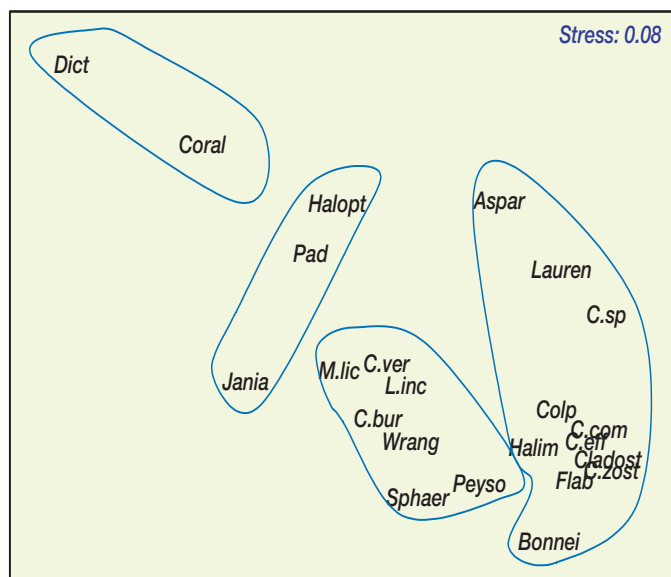 Stress: 0.08
Dict
Coral
Halopt
Aspar
Pad
Lauren
C.sp
M.lic
C.ver
Jania
L.inc
C.bur
Colp
Wrang
Halim
C.com
C.eff
Cladost
C.zost
Flab
Peyso
Sphaer
Bonnei